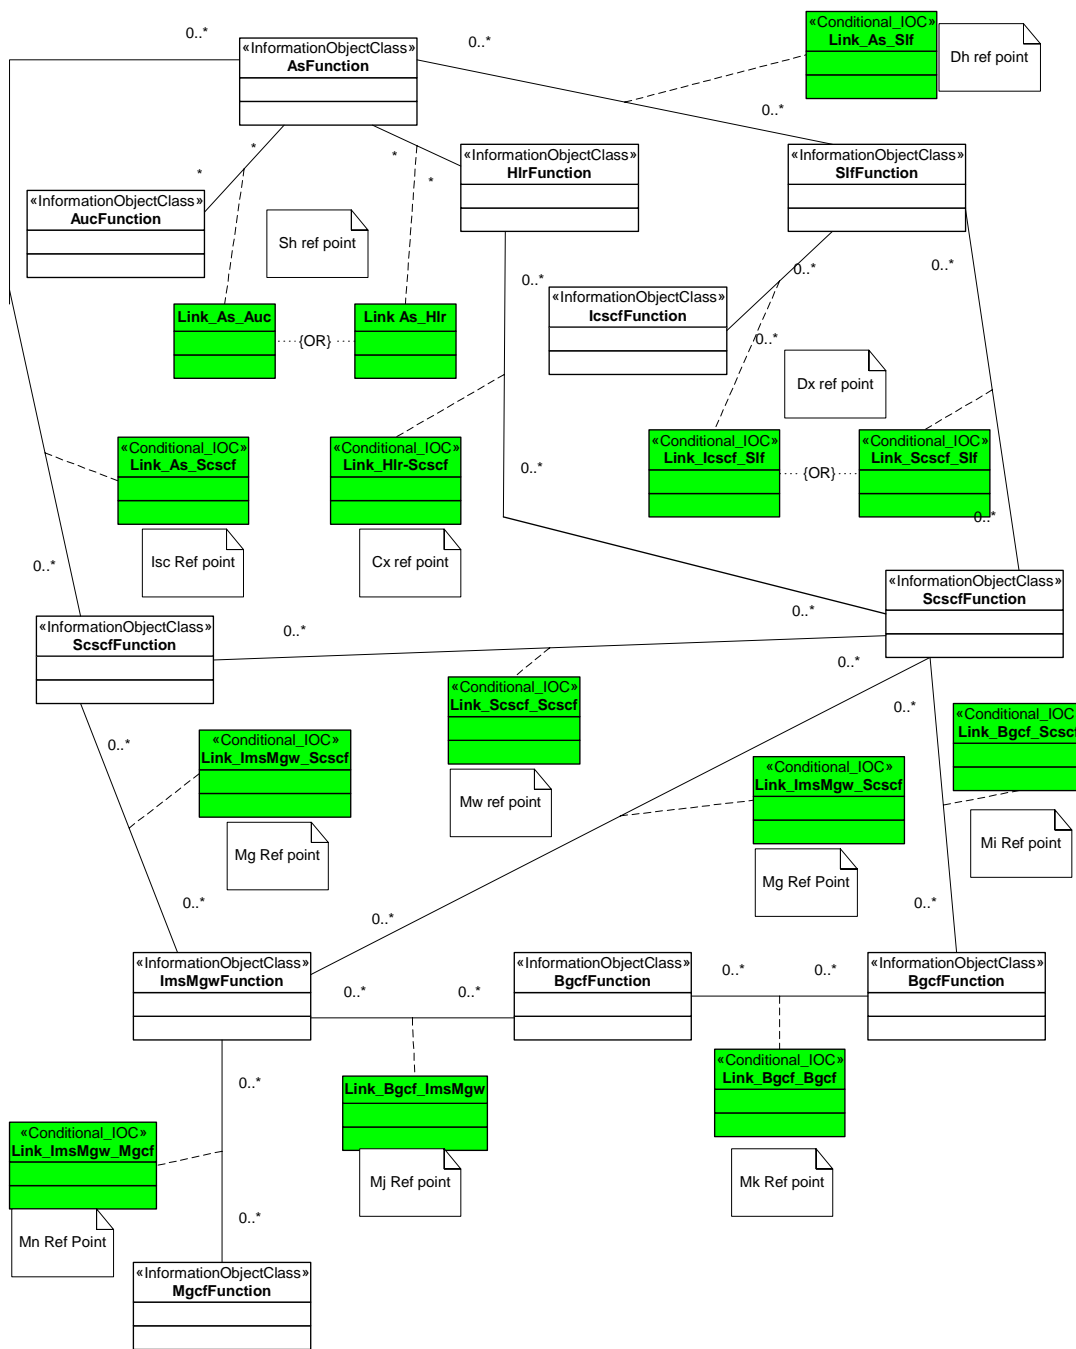 0..*
«InformationObjectClass»
AsFunction
0..*
«Conditional_IOC»
Link_As_Slf
Dh ref point
0..*
«InformationObjectClass»
HlrFunction
«InformationObjectClass»
SlfFunction
*
*
*
*
«InformationObjectClass»
AucFunction
Sh ref point
0..*
0..*
0..*
«InformationObjectClass»
IcscfFunction
0..*
Link_As_Auc
{OR}
Link As_Hlr
Dx ref point
«Conditional_IOC»
Link_As_Scscf
«Conditional_IOC»
Link_Hlr-Scscf
«Conditional_IOC»
Link_Icscf_Slf
{OR}
«Conditional_IOC»
Link_Scscf_Slf
0..*
0..*
Isc Ref point
Cx ref point
0..*
«InformationObjectClass»
ScscfFunction
0..*
0..*
«InformationObjectClass»
ScscfFunction
0..*
0..*
«Conditional_IOC»
Link_Scscf_Scscf
0..*
«Conditional_IOC»
Link_Bgcf_Scscf
0..*
«Conditional_IOC»
Link_ImsMgw_Scscf
«Conditional_IOC»
Link_ImsMgw_Scscf
Mw ref point
Mg Ref point
Mg Ref Point
Mi Ref point
0..*
0..*
0..*
«InformationObjectClass»
ImsMgwFunction
«InformationObjectClass»
BgcfFunction
«InformationObjectClass»
BgcfFunction
0..*
0..*
0..*
0..*
0..*
Link_Bgcf_ImsMgw
«Conditional_IOC»
Link_Bgcf_Bgcf
«Conditional_IOC»
Link_ImsMgw_Mgcf
Mj Ref point
Mk Ref point
0..*
Mn Ref Point
«InformationObjectClass»
MgcfFunction